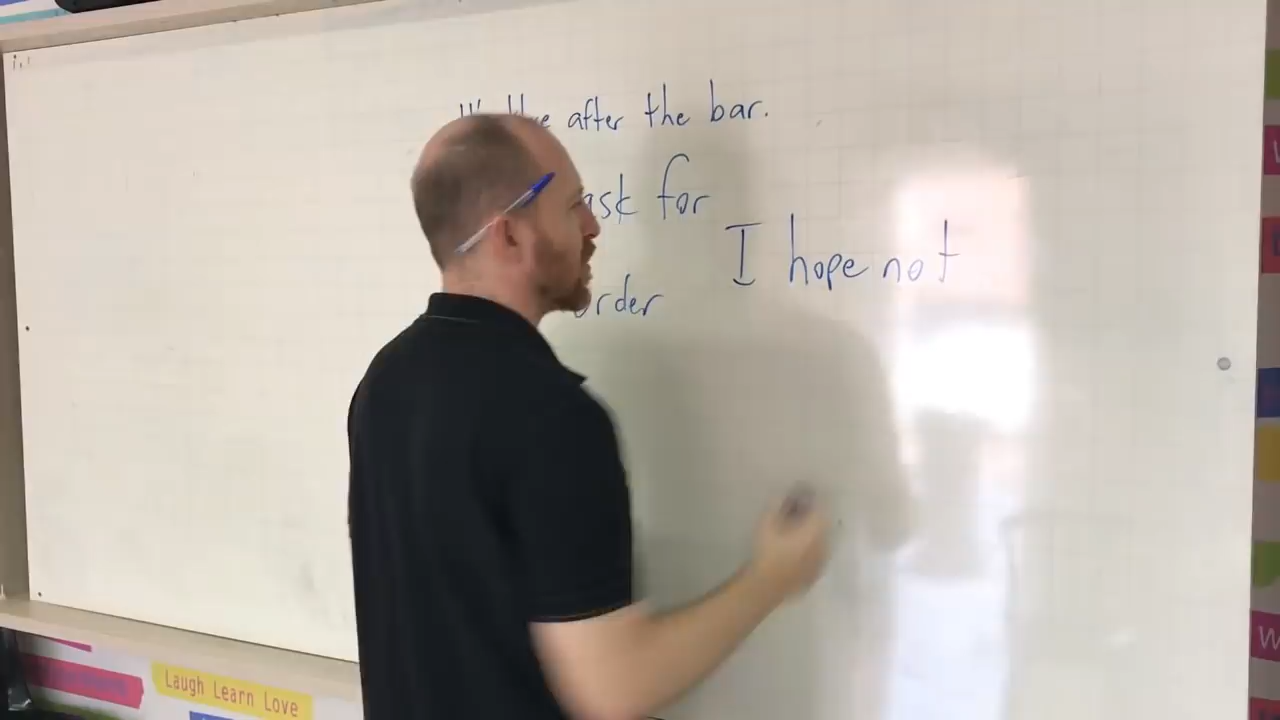 after the bar.
ask for
I hope not
order
Laugh Learn Love